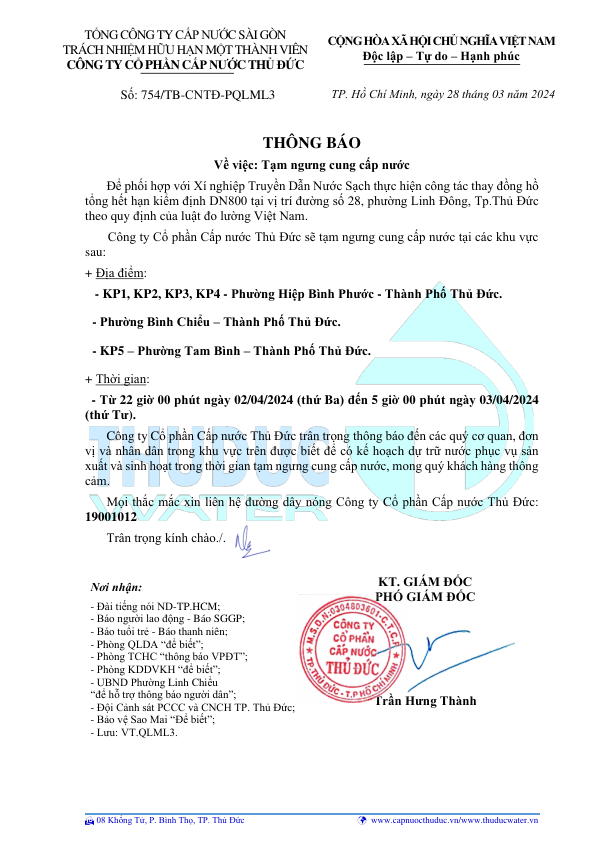 TỔNG CÔNG TY CẤP NƯỚC SÀI GÒN
TRÁCH NHIỆM HỮU HẠN MỘT THÀNH VIÊN
CÔNG TY CỔ PHẦN CẤP NƯỚC THỦ ĐỨC
CỘNG HÒA XÃ HỘI CHỦ NGHĨA VIỆT NAM
Độc lập – Tự do – Hạnh phúc
Số: 754/TB-CNTĐ-PQLML3
TP. Hồ Chí Minh, ngày 28 tháng 03 năm 2024
THÔNG BÁO
Về việc: Tạm ngưng cung cấp nước
Để phối hợp với Xí nghiệp Truyền Dẫn Nước Sạch thực hiện công tác thay đồng hồ
tổng hết hạn kiểm định DN800 tại vị trí đường số 28, phường Linh Đông, Tp.Thủ Đức
theo quy định của luật đo lường Việt Nam.
Công ty Cổ phần Cấp nước Thủ Đức sẽ tạm ngưng cung cấp nước tại các khu vực
sau:
+ Địa điểm:
- KP1, KP2, KP3, KP4 - Phường Hiệp Bình Phước - Thành Phố Thủ Đức.
- Phường Bình Chiểu – Thành Phố Thủ Đức.
- KP5 – Phường Tam Bình – Thành Phố Thủ Đức.
+ Thời gian:
- Từ 22 giờ 00 phút ngày 02/04/2024 (thứ Ba) đến 5 giờ 00 phút ngày 03/04/2024
(thứ Tư).
Công ty Cổ phần Cấp nước Thủ Đức trân trọng thông báo đến các quý cơ quan, đơn
vị và nhân dân trong khu vực trên được biết để có kế hoạch dự trữ nước phục vụ sản
xuất và sinh hoạt trong thời gian tạm ngưng cung cấp nước, mong quý khách hàng thông
cảm.
Mọi thắc mắc xin liên hệ đường dây nóng Công ty Cổ phần Cấp nước Thủ Đức:
19001012
Trân trọng kính chào./.
THUDUC
WATER
Nơi nhận:
- Đài tiếng nói ND-TP.HCM;
- Báo người lao động - Báo SGGP;
- Báo tuổi trẻ - Báo thanh niên;
- Phòng QLDA “để biết”;
- Phòng TCHC “thông báo VPĐT”;
- Phòng KDDVKH “để biết”;
- UBND Phường Linh Chiểu
“để hỗ trợ thông báo người dân”;
- Đội Cảnh sát PCCC và CNCH TP. Thủ Đức;
- Bảo vệ Sao Mai “Để biết”;
- Lưu: VT.QLML3.
KT. GIÁM ĐỐC
PHÓ GIÁM ĐỐC
M.S.D.N:0304803601-C.T.C.P
CÔNG TY
CỔ PHẦN
CẤP NƯỚC
THỦ ĐỨC
TP.THỦ ĐỨC - T.P HỒ CHÍ MINH
Trần Hưng Thành
08 Khổng Tử, P. Bình Thọ, TP. Thủ Đức
www.capnuocthuduc.vn/www.thuducwater.vn